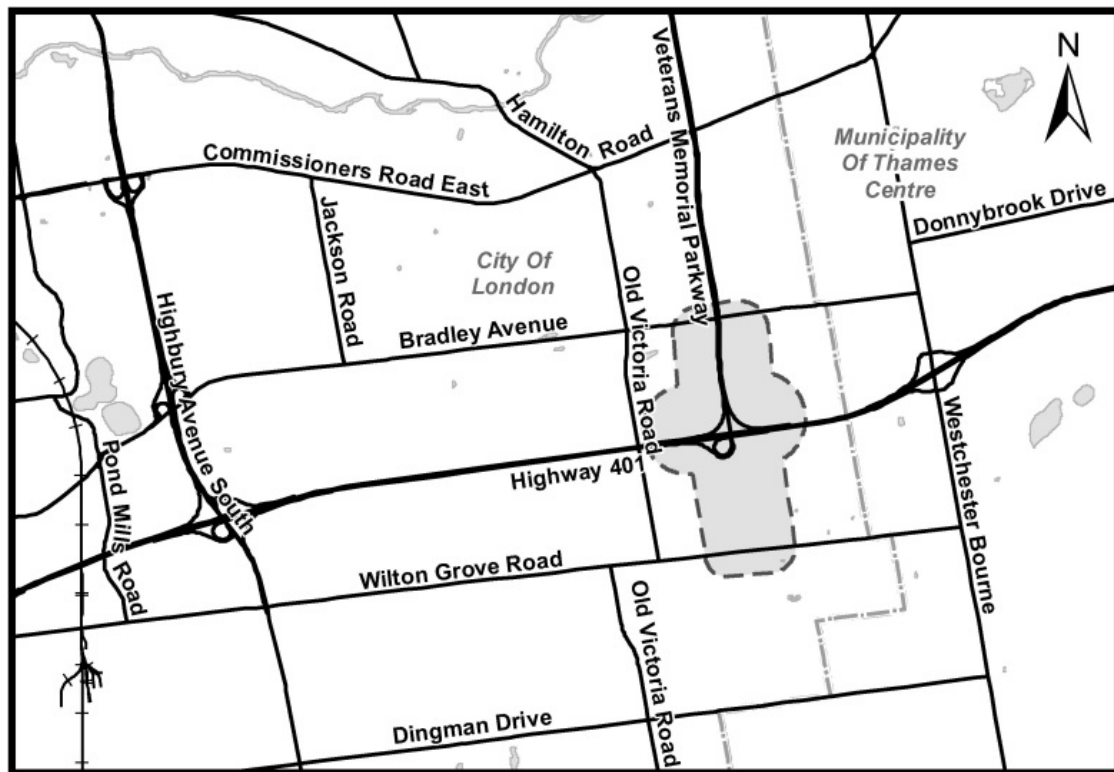 N
Veterans Memorial Parkway
Hamilton Road
Commissioners Road East
Municipality
Of Thames
Centre
Donnybrook Drive
Jackson Road
City Of
London
Old Victoria Road
Highbury Avenue South
Bradley Avenue
Westchester Bourne
Pond Mills Road
Highway 401
Wilton Grove Road
Old Victoria Road
Dingman Drive